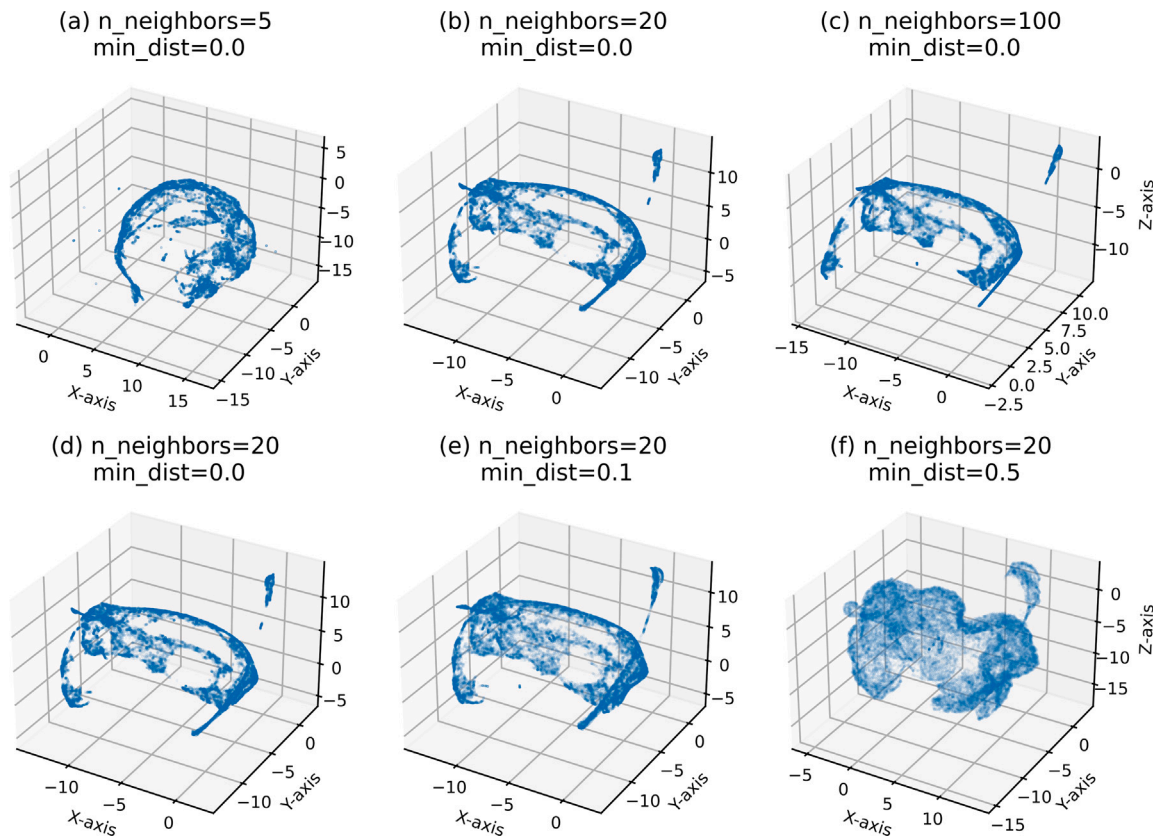 (a) n_neighbors=5
min_dist=0.0
(b) n_neighbors=20
min_dist=0.0
(c) n_neighbors=100
min_dist=0.0
5
0
−5
−10
−15
0
5
10
15
X-axis
−15
−10
−5
0
Y-axis
10
5
0
−5
−10
−5
0
X-axis
−10
−5
0
Y-axis
0
−5
−10
Z-axis
−15
−10
−5
0
X-axis
−2.5
0.0
2.5
5.0
7.5
10.0
Y-axis
(d) n_neighbors=20
min_dist=0.0
(e) n_neighbors=20
min_dist=0.1
(f) n_neighbors=20
min_dist=0.5
10
5
0
−5
−10
−5
0
X-axis
−10
−5
0
Y-axis
10
5
0
−5
−10
−5
0
X-axis
−10
−5
0
Y-axis
0
−5
−10
−15
Z-axis
−5
0
5
10
X-axis
−15
−10
−5
0
Y-axis